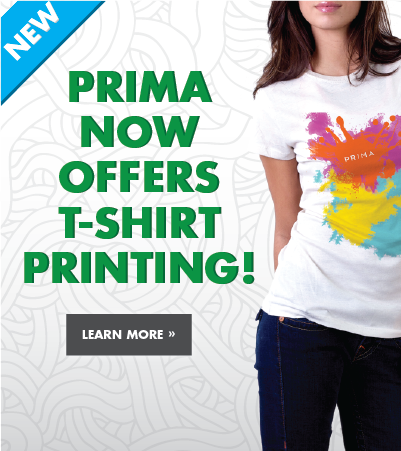 NEW
PRIMA
NOW
OFFERS
T-SHIRT
PRINTING!
LEARN MORE »
PRIMA